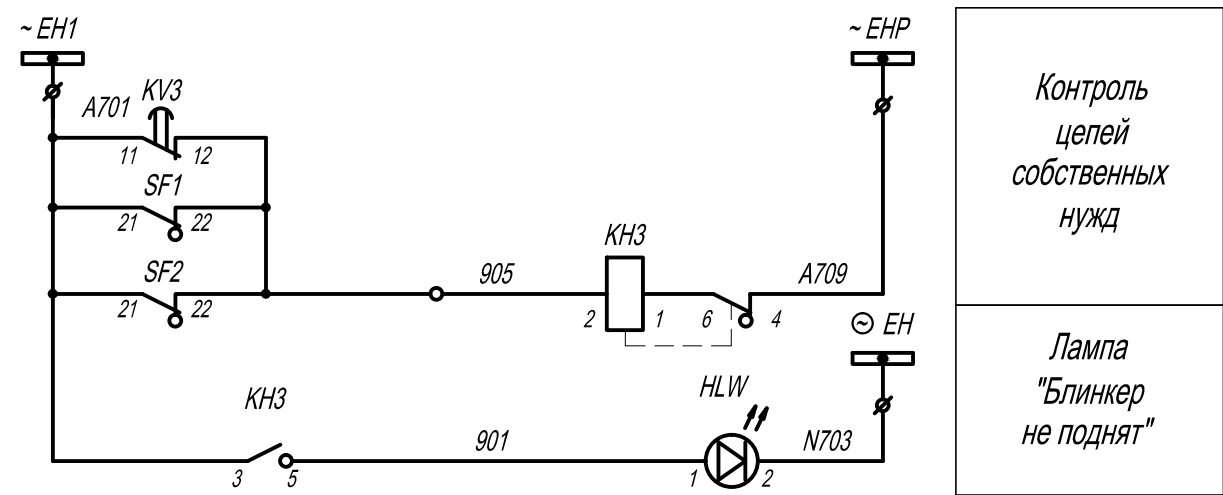 ~ EH1
~ EHP
A701
KV3
11
12
SF1
21
22
SF2
21
22
905
KH3
2
1
6
4
A709
EH
KH3
3
5
901
HLW
1
2
N703
Контроль
цепей
собственных
нужд
Лампа
"Блинкер
не поднят"